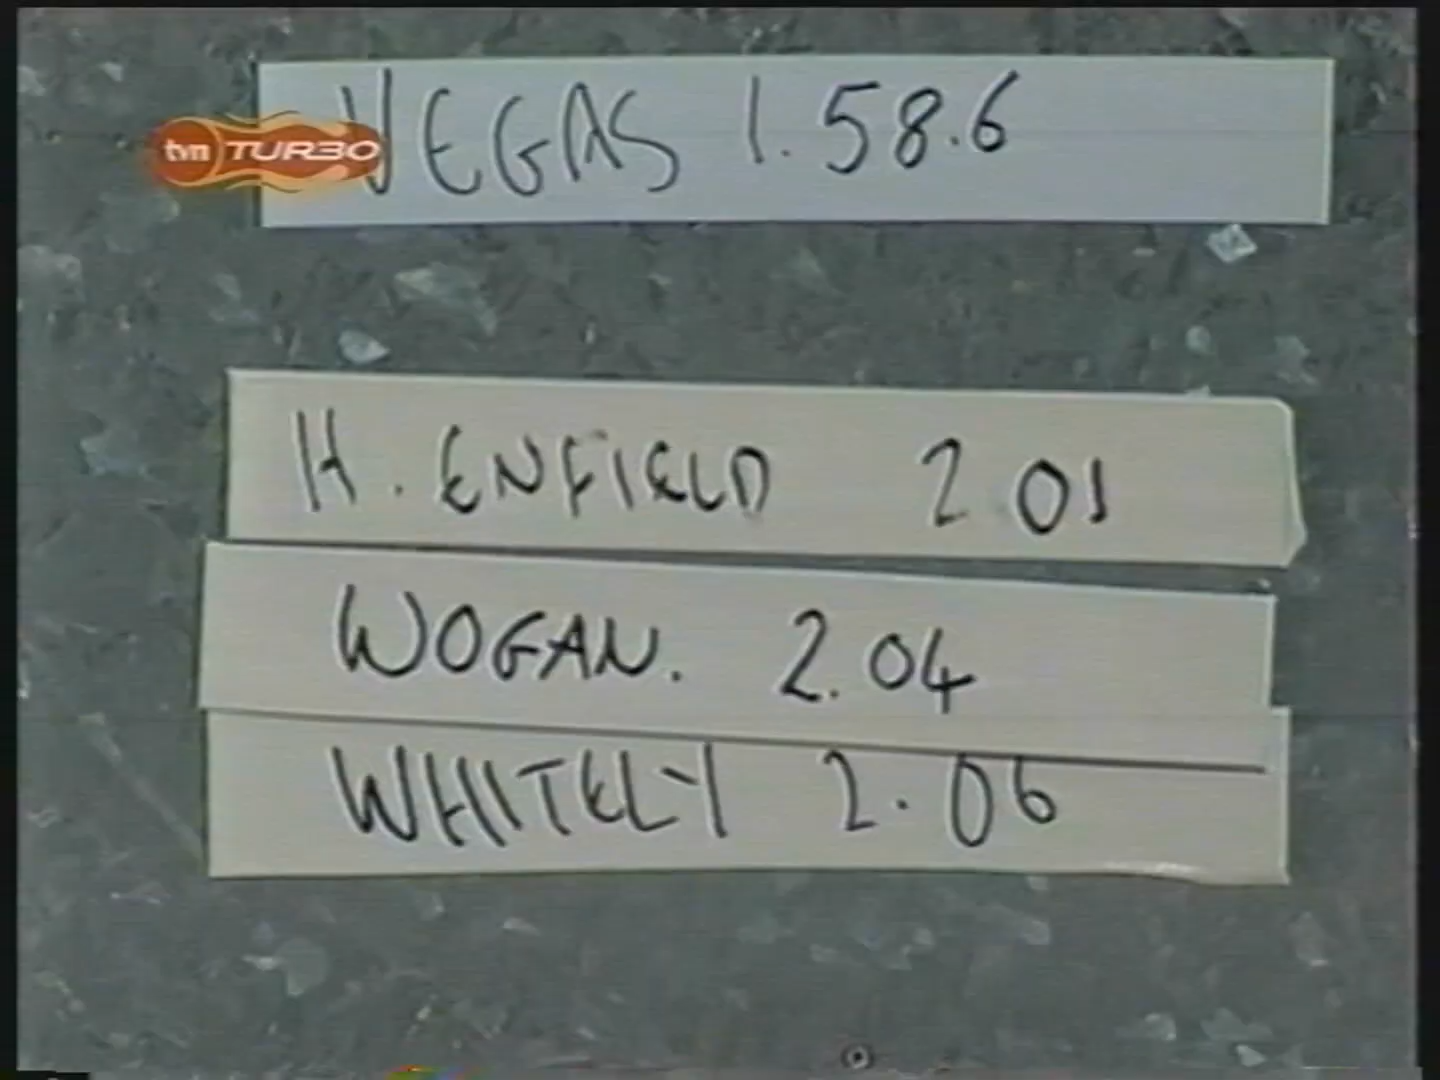 VEGAS 1.58.6
tvn TURBO
H. ENFIELD 2 01
WOGAN. 2.04
WHITELY 2.06